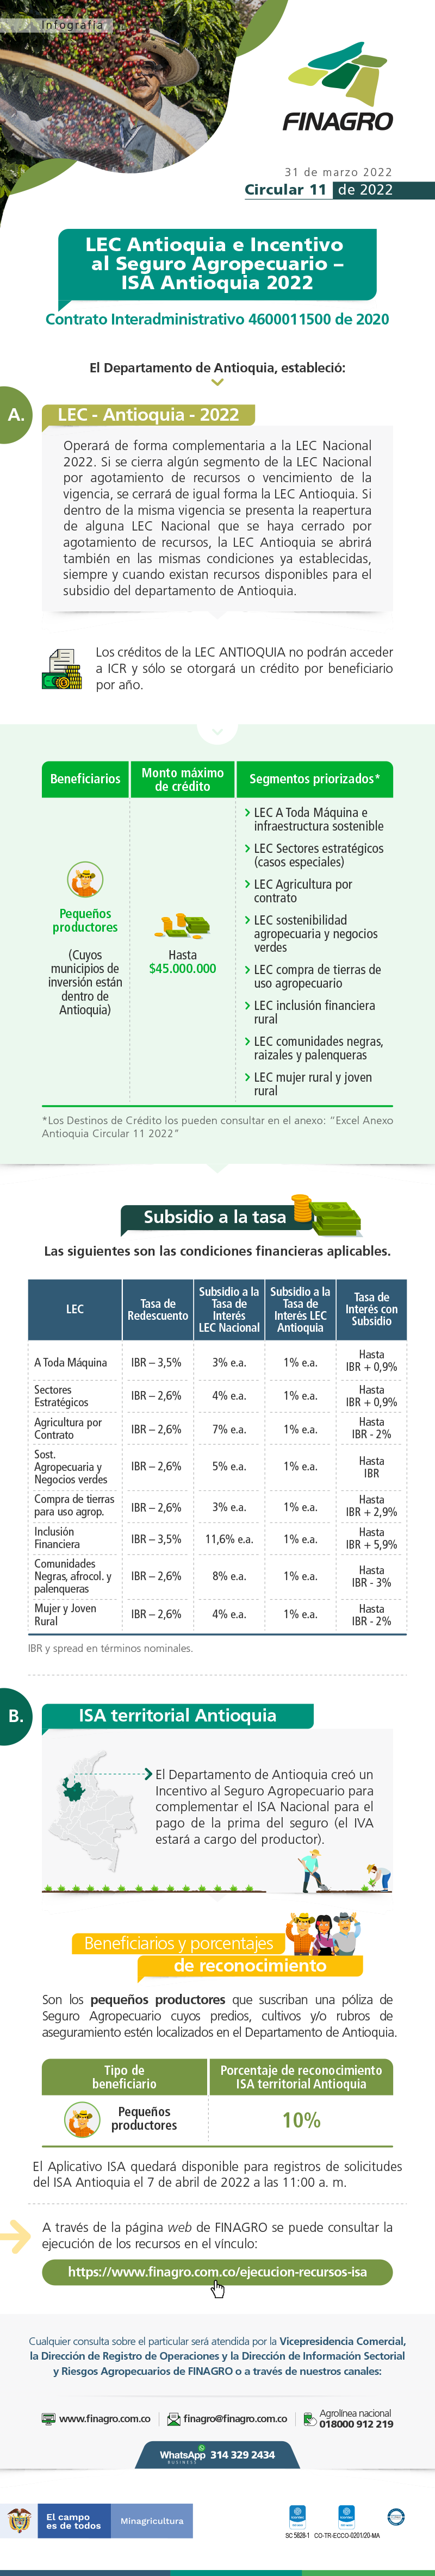 Infografía
FINAGRO
31 de marzo 2022
Circular 11 de 2022
LEC Antioquia e Incentivo
al Seguro Agropecuario –
ISA Antioquia 2022
Contrato Interadministrativo 4600011500 de 2020
El Departamento de Antioquia, estableció:
A.
LEC - Antioquia - 2022
Operará de forma complementaria a la LEC Nacional
2022. Si se cierra algún segmento de la LEC Nacional
por agotamiento de recursos o vencimiento de la
vigencia, se cerrará de igual forma la LEC Antioquia. Si
dentro de la misma vigencia se presenta la reapertura
de alguna LEC Nacional que se haya cerrado por
agotamiento de recursos, la LEC Antioquia se abrirá
también en las mismas condiciones ya establecidas,
siempre y cuando existan recursos disponibles para el
subsidio del departamento de Antioquia.
Los créditos de la LEC ANTIOQUIA no podrán acceder
a ICR y sólo se otorgará un crédito por beneficiario
por año.
Beneficiarios
Monto máximo
de crédito
Segmentos priorizados*
Pequeños
productores
(Cuyos
municipios de
inversión están
dentro de
Antioquia)
Hasta
$45.000.000
LEC A Toda Máquina e
infraestructura sostenible
LEC Sectores estratégicos
(casos especiales)
LEC Agricultura por
contrato
LEC sostenibilidad
agropecuaria y negocios
verdes
LEC compra de tierras de
uso agropecuario
LEC inclusión financiera
rural
LEC comunidades negras,
raizales y palenqueras
LEC mujer rural y joven
rural
*Los Destinos de Crédito los pueden consultar en el anexo: "Excel Anexo
Antioquia Circular 11 2022"
Subsidio a la tasa
Las siguientes son las condiciones financieras aplicables.
LEC
Tasa de
Redescuento
Subsidio a la
Tasa de
Interés
LEC Nacional
Subsidio a la
Tasa de
Interés LEC
Antioquia
Tasa de
Interés con
Subsidio
A Toda Máquina
IBR – 3,5%
3% e.a.
1% e.a.
Hasta
IBR + 0,9%
Sectores
Estratégicos
IBR – 2,6%
4% e.a.
1% e.a.
Hasta
IBR + 0,9%
Agricultura por
Contrato
IBR – 2,6%
7% e.a.
1% e.a.
Hasta
IBR - 2%
Sost.
Agropecuaria y
Negocios verdes
IBR – 2,6%
5% e.a.
1% e.a.
Hasta
IBR
Compra de tierras
para uso agrop.
IBR – 2,6%
3% e.a.
1% e.a.
Hasta
IBR + 2,9%
Inclusión
Financiera
IBR – 3,5%
11,6% e.a.
1% e.a.
Hasta
IBR + 5,9%
Comunidades
Negras, afrocol. y
palenqueras
IBR – 2,6%
8% e.a.
1% e.a.
Hasta
IBR - 3%
Mujer y Joven
Rural
IBR – 2,6%
4% e.a.
1% e.a.
Hasta
IBR - 2%
IBR y spread en términos nominales.
B.
ISA territorial Antioquia
El Departamento de Antioquia creó un
Incentivo al Seguro Agropecuario para
complementar el ISA Nacional para el
pago de la prima del seguro (el IVA
estará a cargo del productor).
Beneficiarios y porcentajes
de reconocimiento
Son los pequeños productores que suscriban una póliza de
Seguro Agropecuario cuyos predios, cultivos y/o rubros de
aseguramiento estén localizados en el Departamento de Antioquia.
Tipo de
beneficiario
Porcentaje de reconocimiento
ISA territorial Antioquia
Pequeños
productores
10%
El Aplicativo ISA quedará disponible para registros de solicitudes
del ISA Antioquia el 7 de abril de 2022 a las 11:00 a. m.
A través de la página web de FINAGRO se puede consultar la
ejecución de los recursos en el vínculo:
https://www.finagro.com.co/ejecucion-recursos-isa
Cualquier consulta sobre el particular será atendida por la Vicepresidencia Comercial,
la Dirección de Registro de Operaciones y la Dirección de Información Sectorial
y Riesgos Agropecuarios de FINAGRO o a través de nuestros canales:
www.finagro.com.co
finagro@finagro.com.co
Agrolínea nacional
018000 912 219
WhatsApp 314 329 2434
BUSINESS
El campo
es de todos
Minagricultura
SC 5828-1
CO-TR-ECCO-0201/20-MA